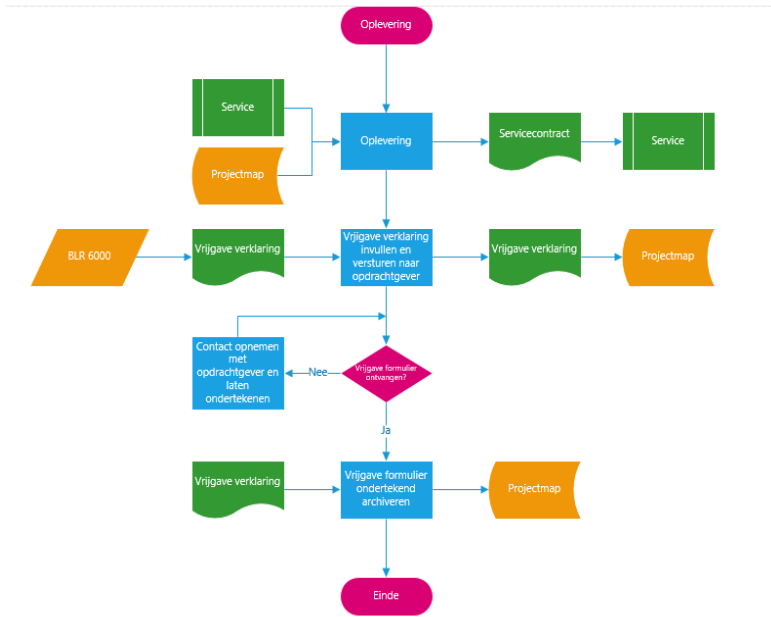 Oplevering
Service
Oplevering
Servicecontract
Service
Projectmap
BLR 6000
Vrijgave verklaring
Vrjigave verklaring
invullen en
versturen naar
opdrachtgever
Vrijgave verklaring
Projectmap
Contact opnemen
met
opdrachtgever en
laten
ondertekenen
Nee
Vrijgave formulier
ontvangen?
Ja
Vrijgave verklaring
Vrijgave formulier
ondertekend
archiveren
Projectmap
Einde